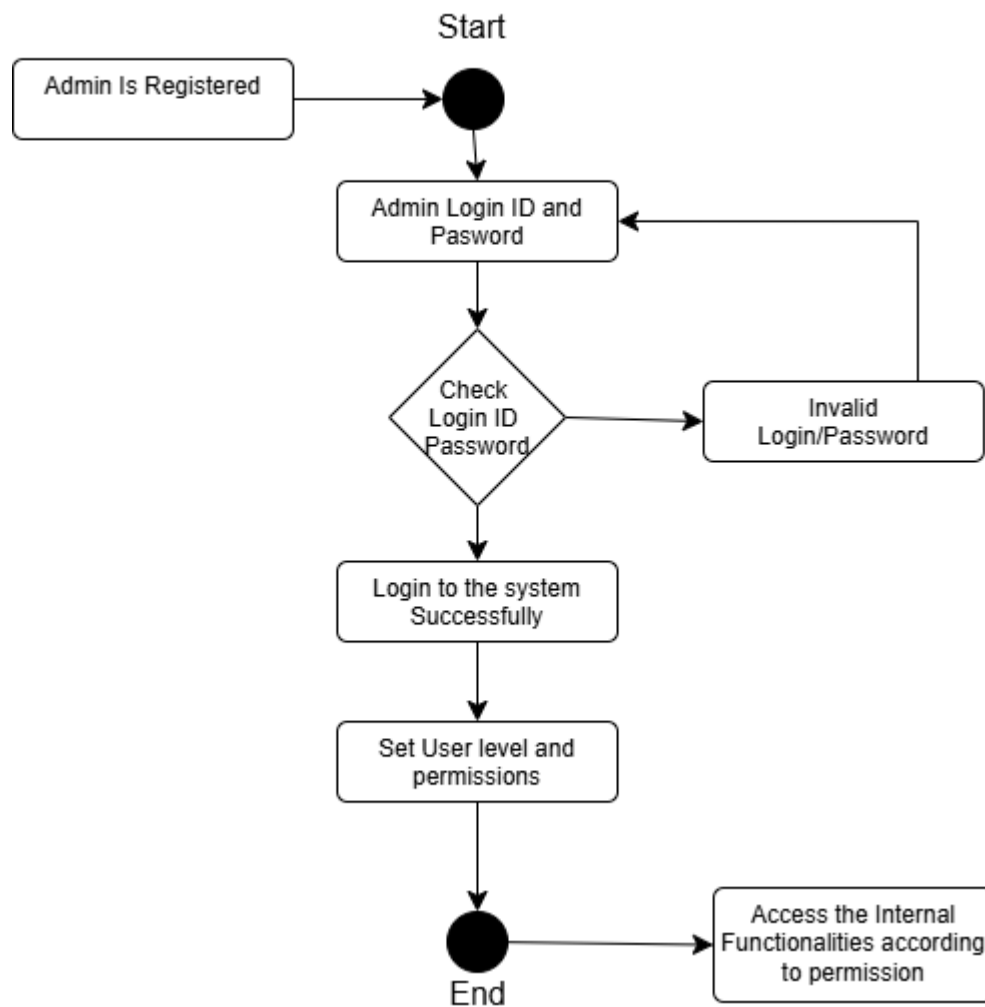 Start
Admin Is Registered
Admin Login ID and
Pasword
Check
Login ID
Password
Invalid
Login/Password
Login to the system
Successfully
Set User level and
permissions
Access the Internal
Functionalities according
to permission
End